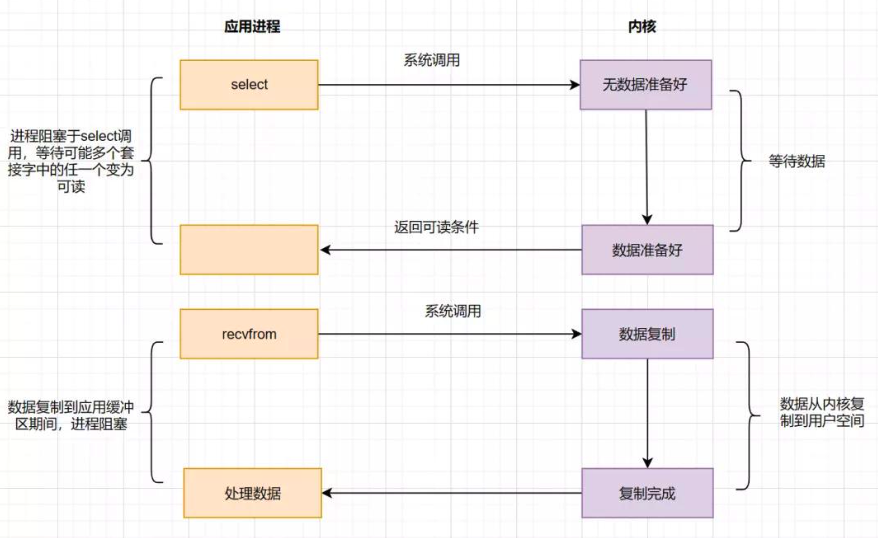 应用进程
内核
系统调用
select
无数据准备好
进程阻塞于select调
用，等待可能多个套
接字中的任一个变为
可读
等待数据
返回可读条件
数据准备好
系统调用
recvfrom
数据复制
数据复制到应用缓冲
区期间，进程阻塞
数据从内核复
制到用户空间
处理数据
复制完成